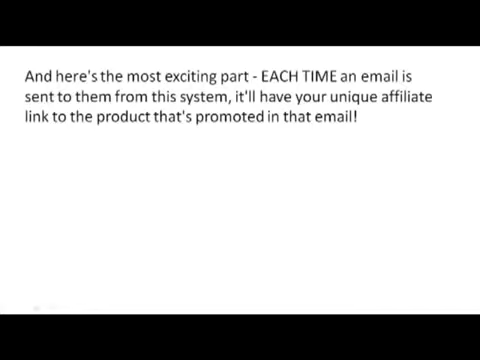 And here's the most exciting part - EACH TIME an email is
sent to them from this system, it'll have your unique affiliate
link to the product that's promoted in that email!